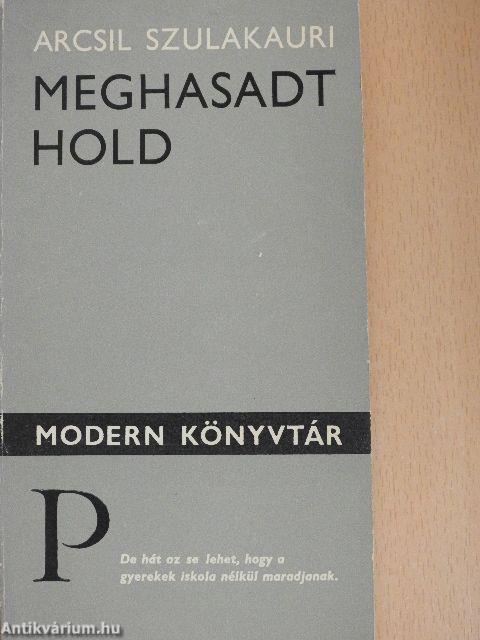 ARCSIL SZULAKAURI
MEGHASADT
HOLD
MODERN KÖNYVTÁR
P
De hát az se lehet, hogy a
gyerekek iskola nélkül maradjanak.
Antikvárium.hu